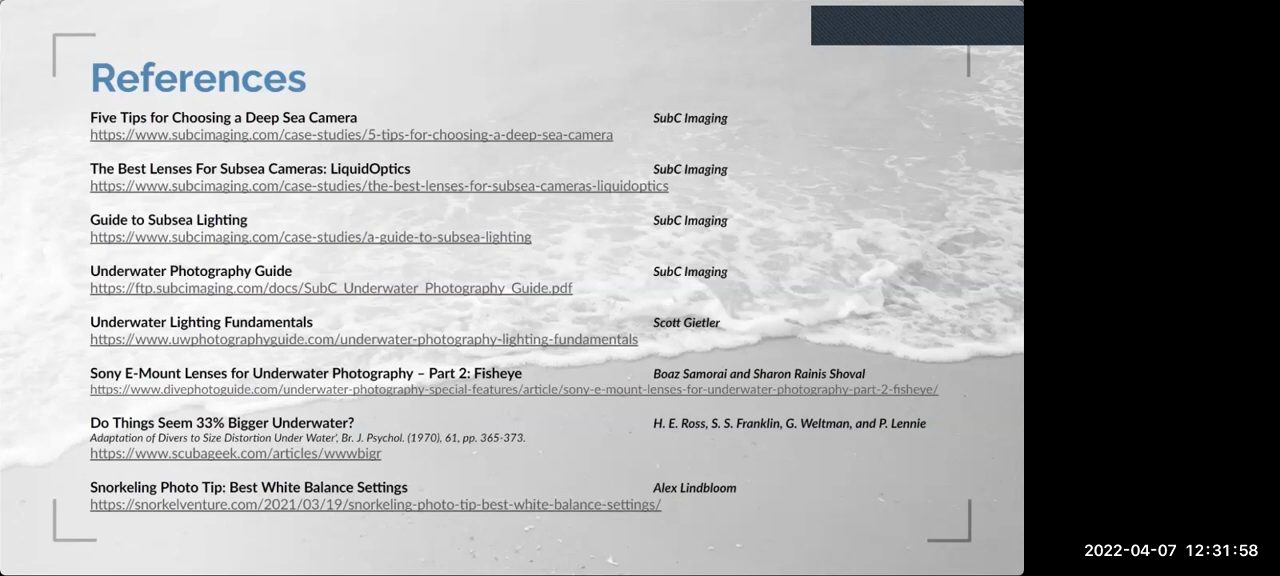 References
Five Tips for Choosing a Deep Sea Camera SubC Imaging
https://www.subcimaging.com/case-studies/5-tips-for-choosing-a-deep-sea-camera
The Best Lenses For Subsea Cameras: LiquidOptics SubC Imaging
https://www.subcimaging.com/case-studies/the-best-lenses-for-subsea-cameras-liquidoptics
Guide to Subsea Lighting SubC Imaging
https://www.subcimaging.com/case-studies/a-guide-to-subsea-lighting
Underwater Photography Guide SubC Imaging
https://ftp.subcimaging.com/docs/SubC_Underwater_Photography_Guide.pdf
Underwater Lighting Fundamentals Scott Gietler
https://www.uwphotographyguide.com/underwater-photography-lighting-fundamentals
Sony E-Mount Lenses for Underwater Photography – Part 2: Fisheye Boaz Samorai and Sharon Rainis Shoval
https://www.divephotoguide.com/underwater-photography-special-features/article/sony-e-mount-lenses-for-underwater-photography-part-2-fisheye/
Do Things Seem 33% Bigger Underwater? H. E. Ross, S. S. Franklin, G. Weltman, and P. Lennie
Adaptation of Divers to Size Distortion Under Water', Br. J. Psychol. (1970), 61, pp. 365-373.
https://www.scubageek.com/articles/wwwbigr
Snorkeling Photo Tip: Best White Balance Settings Alex Lindbloom
https://snorkelventure.com/2021/03/19/snorkeling-photo-tip-best-white-balance-settings/
2022-04-07 12:31:58